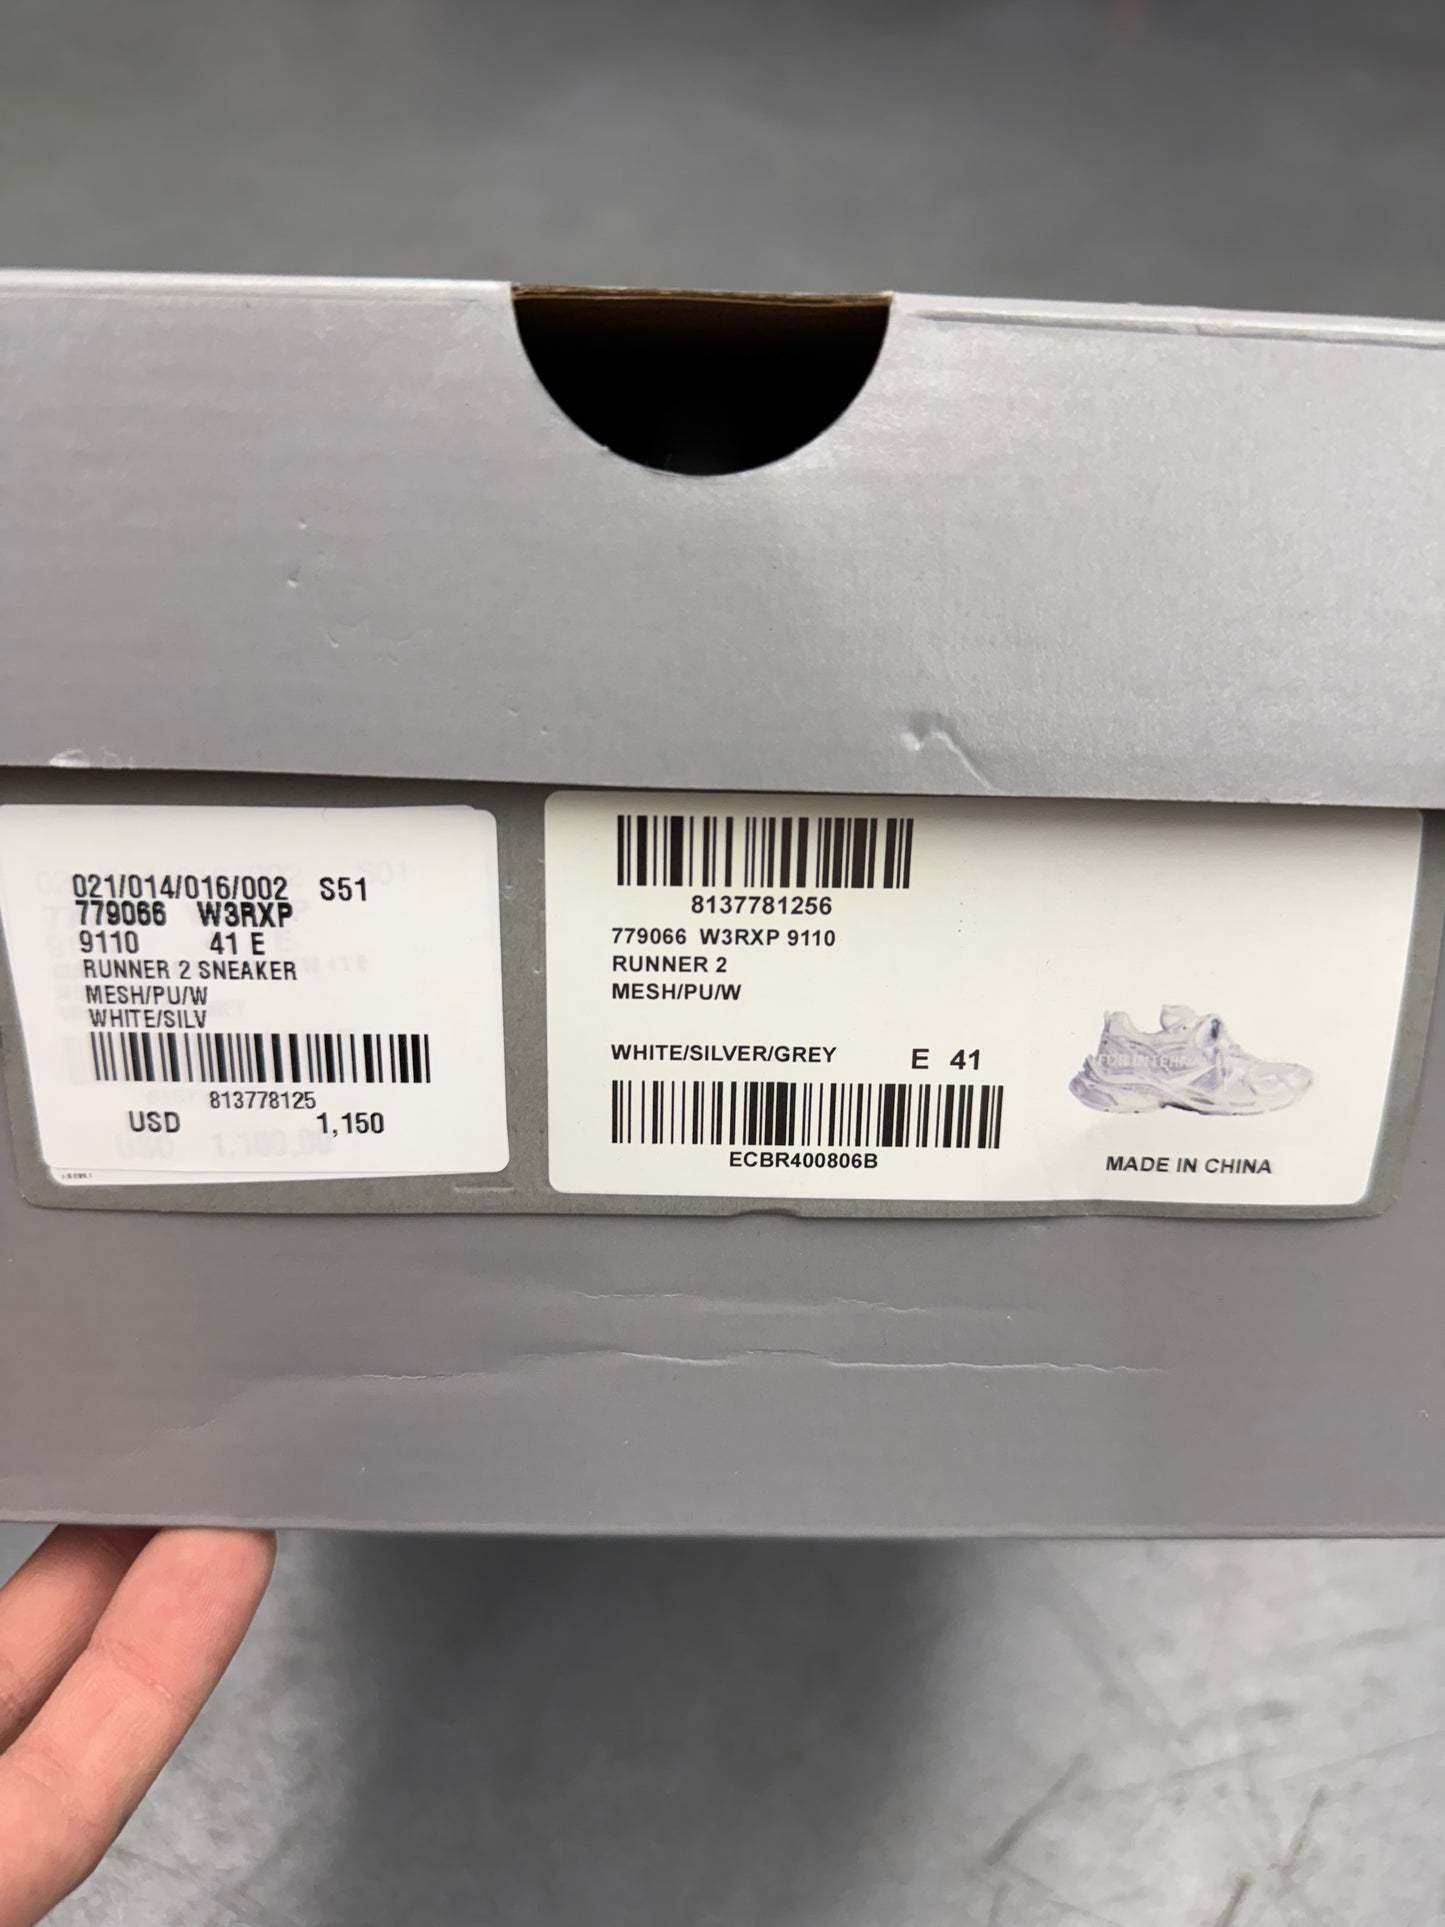 021/014/016/002 S51
779066 W3RXP
9110 41 E
RUNNER 2 SNEAKER
MESH/PU/W
WHITE/SILV
813778125
USD 1,150
8137781256
779066 W3RXP 9110
RUNNER 2
MESH/PU/W
WHITE/SILVER/GREY E 41
ECBR400806B
MADE IN CHINA